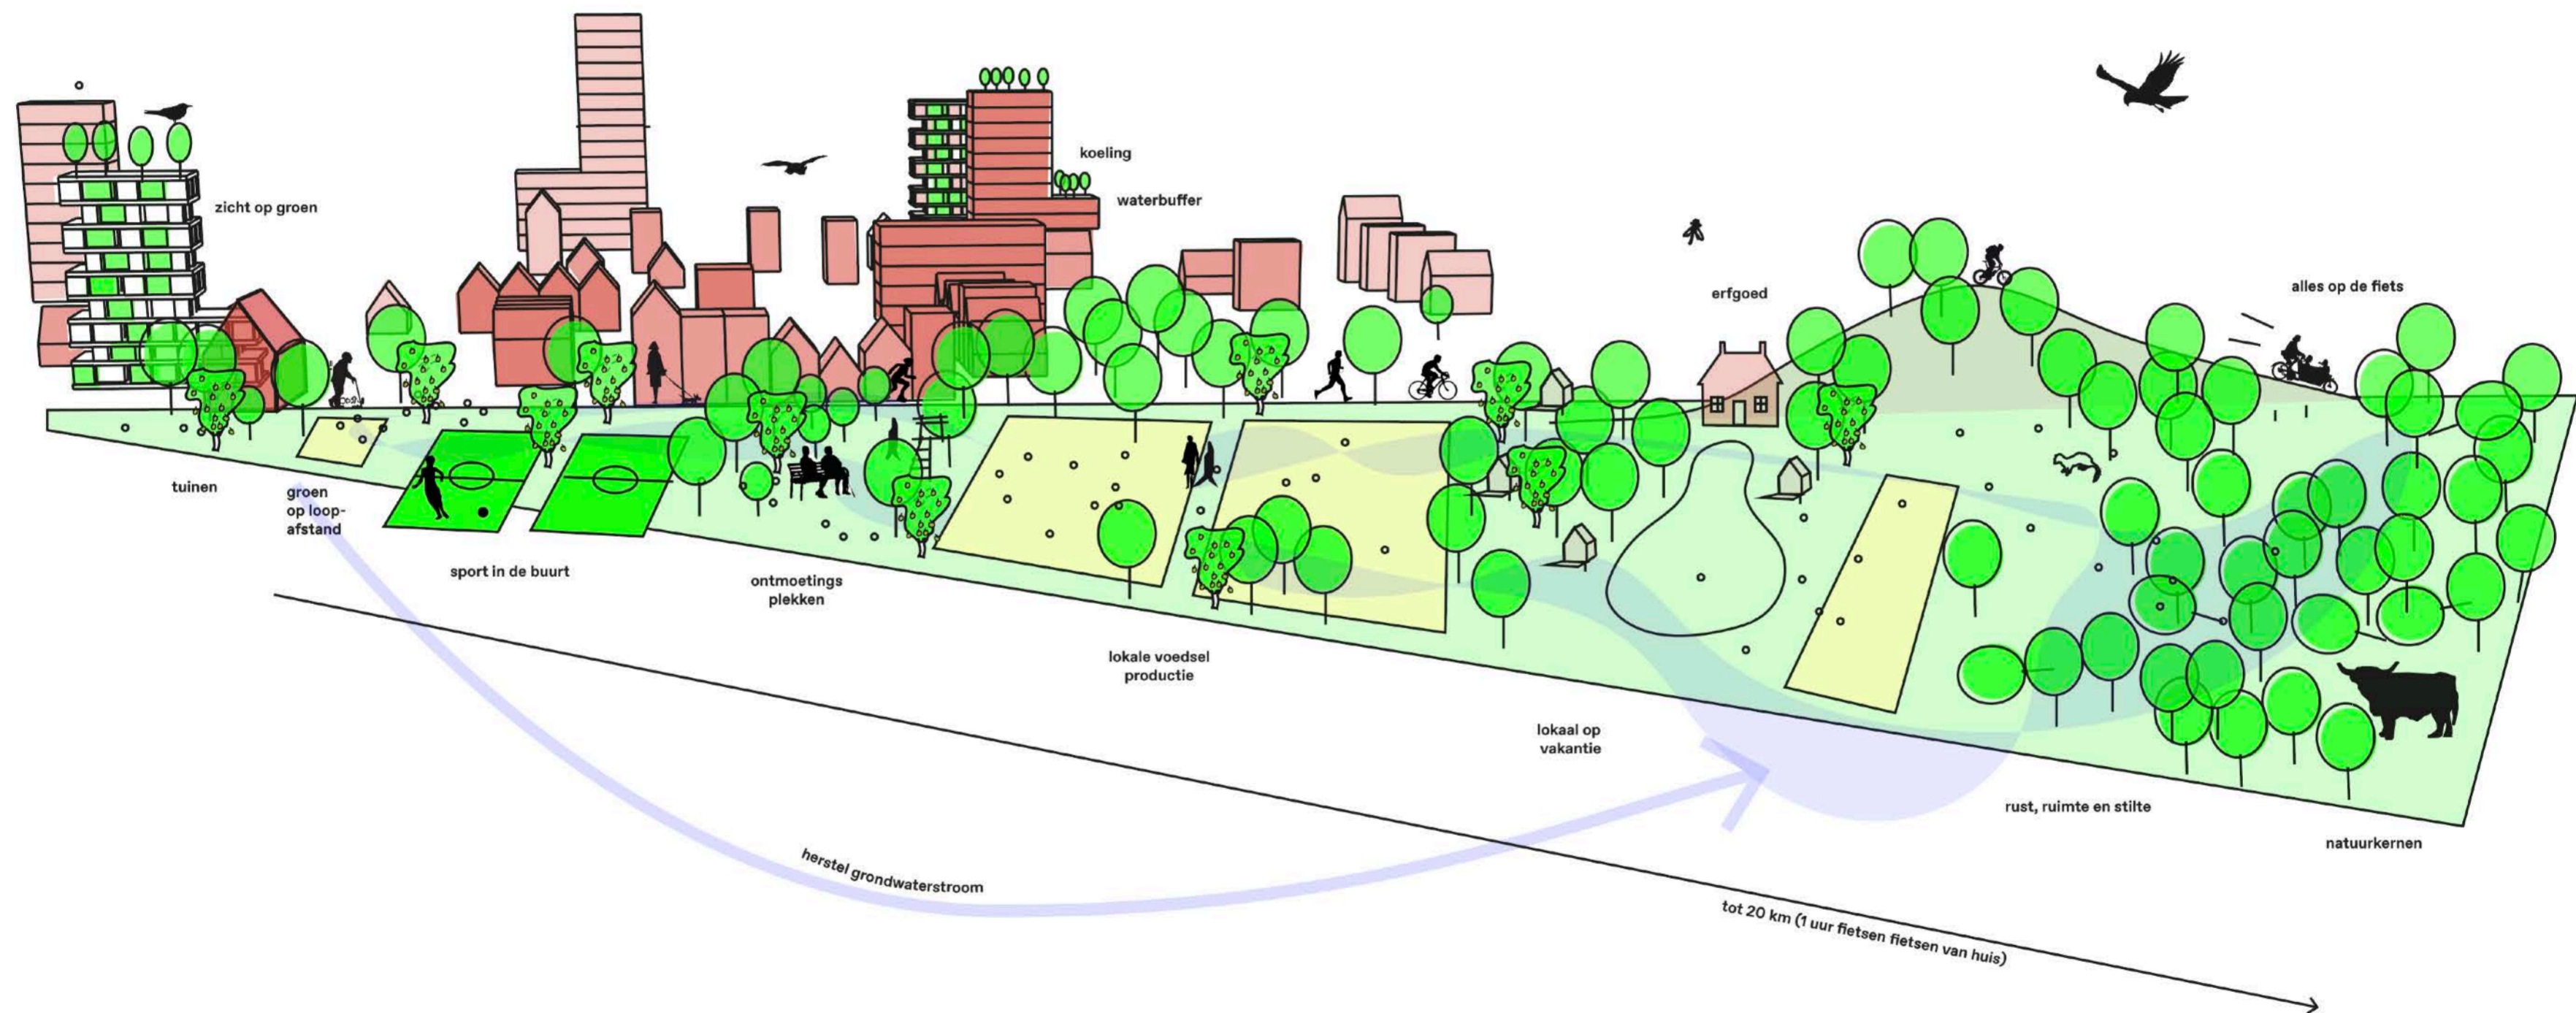 koeling
waterbuffer
zicht op groen
erfgoed
alles op de fiets
tuinen
groen
op loop-
afstand
sport in de buurt
ontmoetings
plekken
lokale voedsel
productie
lokaal op
vakantie
rust, ruimte en stilte
natuurkernen
herstel grondwaterstroom
tot 20 km (1 uur fietsen fietsen van huis)